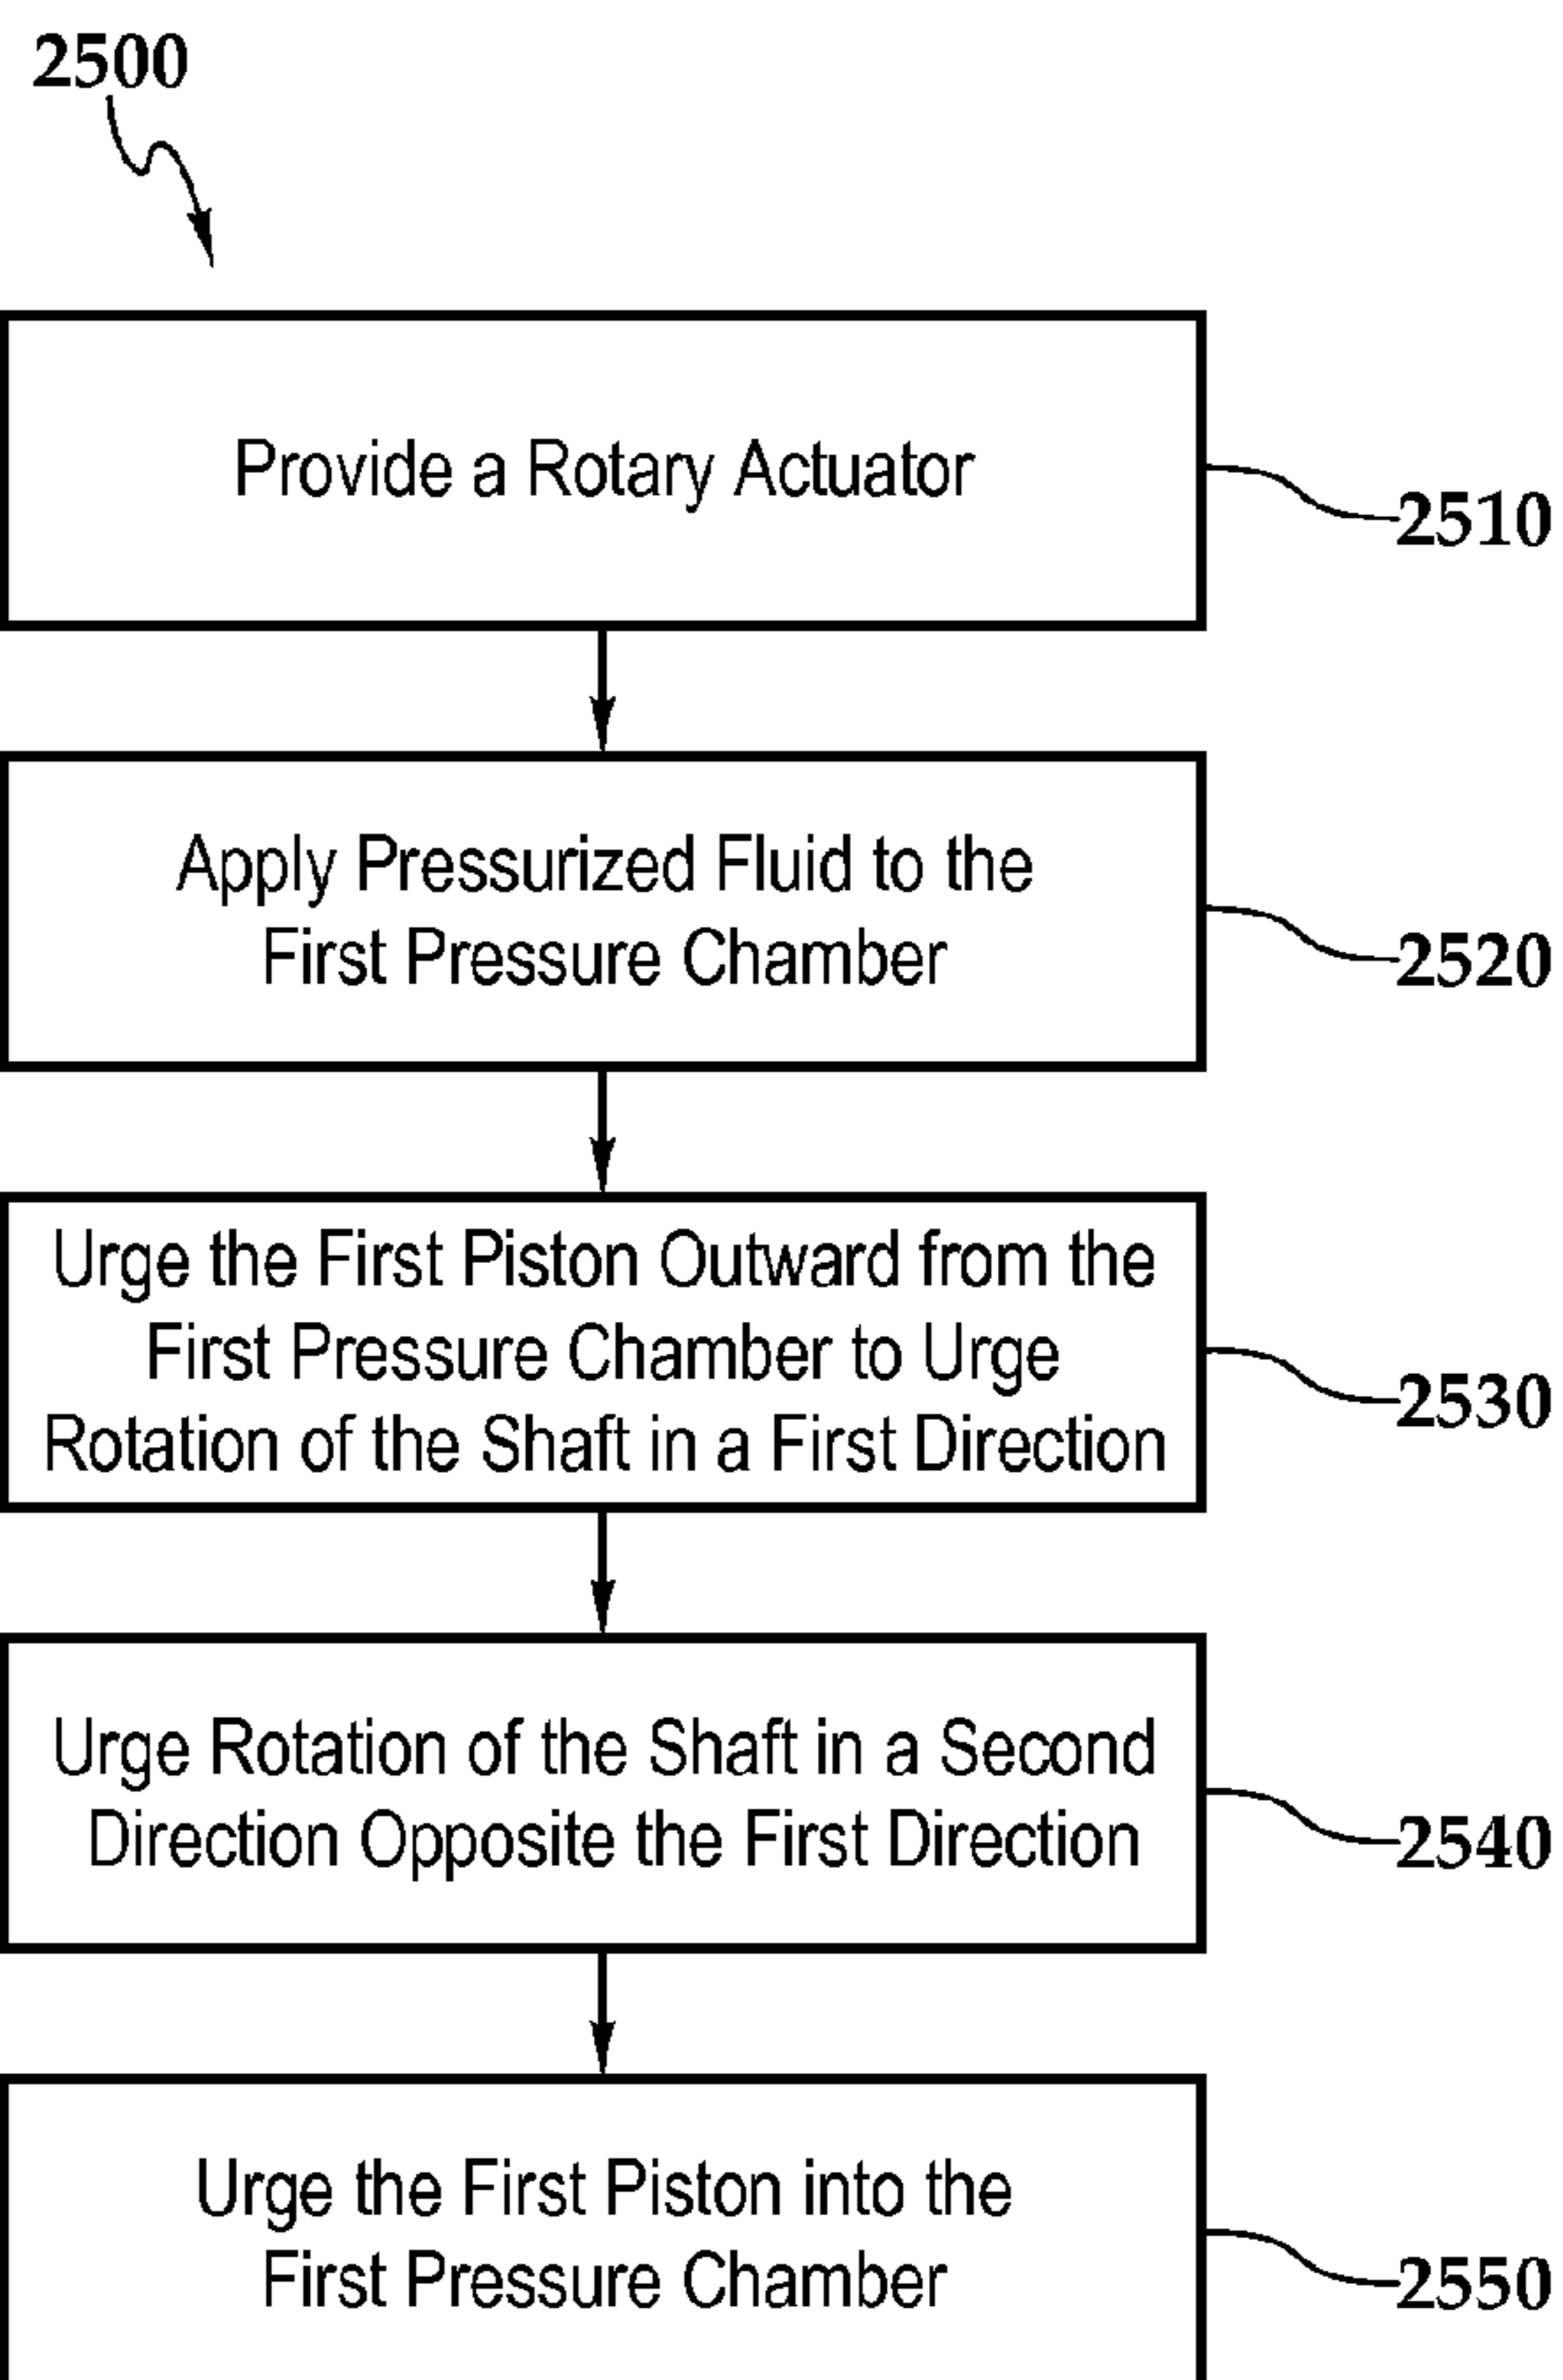 2500
Provide a Rotary Actuator
2510
Apply Pressurized Fluid to the
First Pressure Chamber
2520
Urge the First Piston Outward from the
First Pressure Chamber to Urge
Rotation of the Shaft in a First Direction
2530
Urge Rotation of the Shaft in a Second
Direction Opposite the First Direction
2540
Urge the First Piston into the
First Pressure Chamber
2550